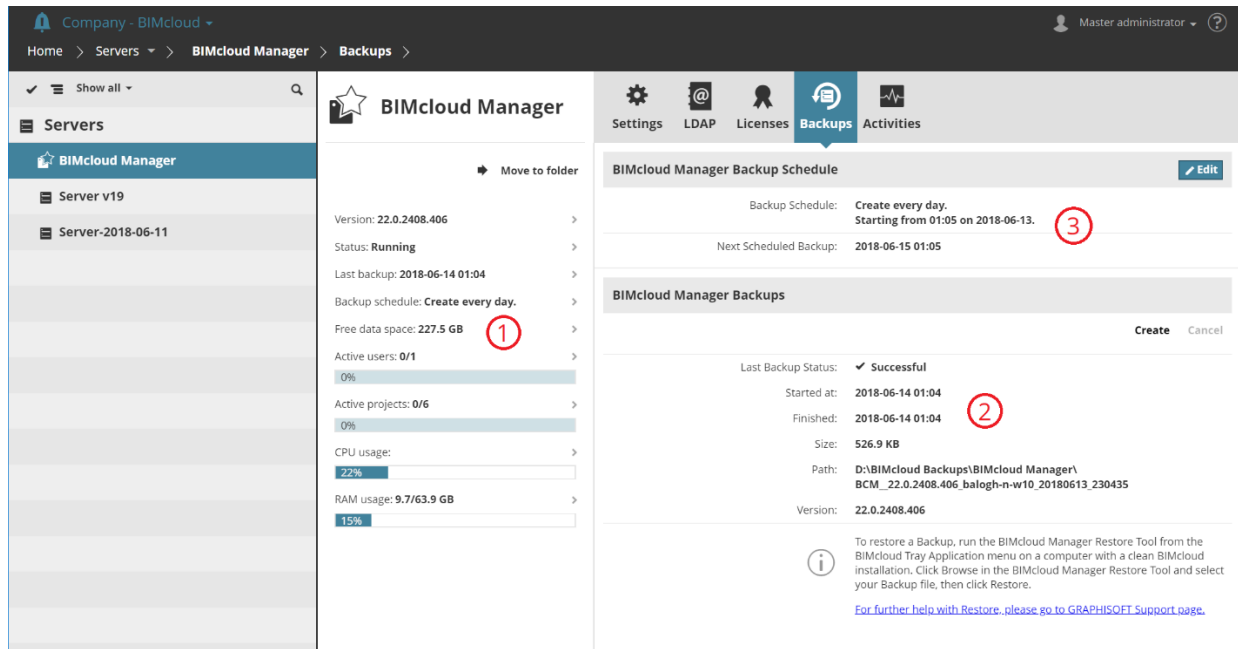 Company - BIMcloud
Master administrator ?
Home > Servers > BIMcloud Manager > Backups >
Show all
Servers
BIMcloud Manager
Server v19
Server-2018-06-11
BIMcloud Manager
Move to folder
Version: 22.0.2408.406
Status: Running
Last backup: 2018-06-14 01:04
Backup schedule: Create every day.
Free data space: 227.5 GB
1
Active users: 0/1
0%
Active projects: 0/6
0%
CPU usage:
22%
RAM usage: 9.7/63.9 GB
15%
Settings LDAP Licenses Backups Activities
BIMcloud Manager Backup Schedule
Edit
Backup Schedule: Create every day.
Starting from 01:05 on 2018-06-13.
3
Next Scheduled Backup: 2018-06-15 01:05
BIMcloud Manager Backups
Create Cancel
Last Backup Status: Successful
Started at: 2018-06-14 01:04
2
Finished: 2018-06-14 01:04
Size: 526.9 KB
Path: D:\BIMcloud Backups\BIMcloud Manager\
BCM__22.0.2408.406_balogh-n-w10_20180613_230435
Version: 22.0.2408.406
To restore a Backup, run the BIMcloud Manager Restore Tool from the
BIMcloud Tray Application menu on a computer with a clean BIMcloud
installation. Click Browse in the BIMcloud Manager Restore Tool and select
your Backup file, then click Restore.
For further help with Restore, please go to GRAPHISOFT Support page.